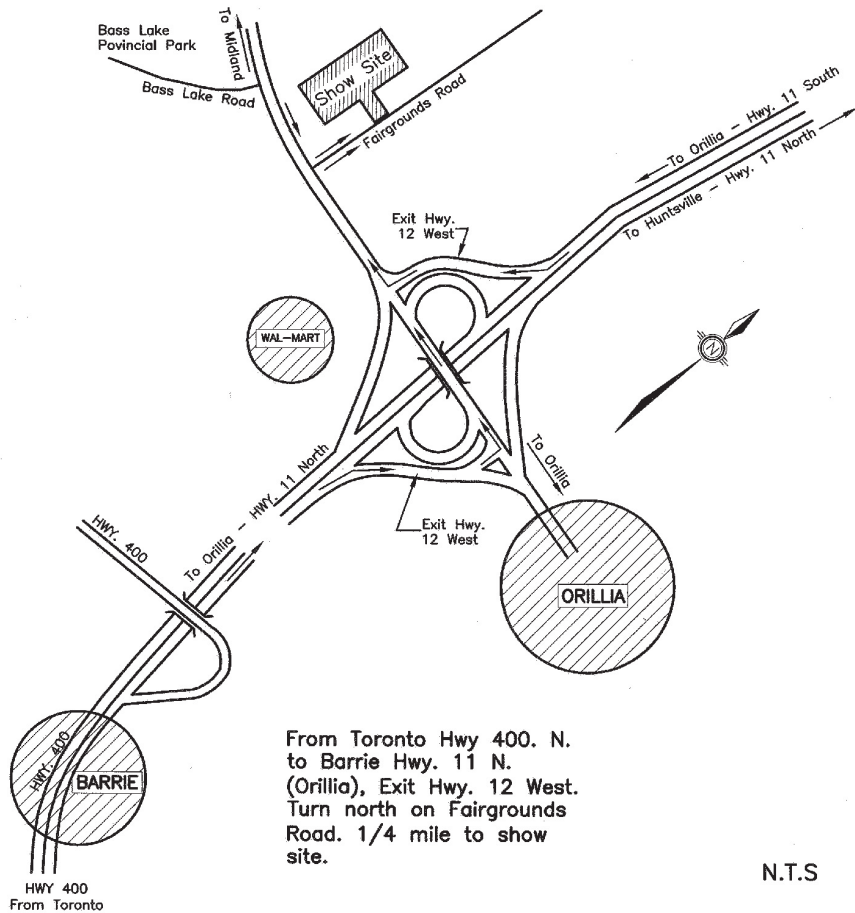 To Midland
Bass Lake
Povincial Park
Bass Lake Road
Show Site
Fairgrounds Road
To Orillia – Hwy. 11 South
To Huntsville – Hwy. 11 North
Exit Hwy.
12 West
WAL–MART
N
To Orillia – HWY. 11 North
To Orillia
Exit Hwy.
12 West
HWY. 400
ORILLIA
HWY. 400
BARRIE
From Toronto Hwy 400. N.
to Barrie Hwy. 11 N.
(Orillia), Exit Hwy. 12 West.
Turn north on Fairgrounds
Road. 1/4 mile to show
site.
N.T.S
HWY 400
From Toronto